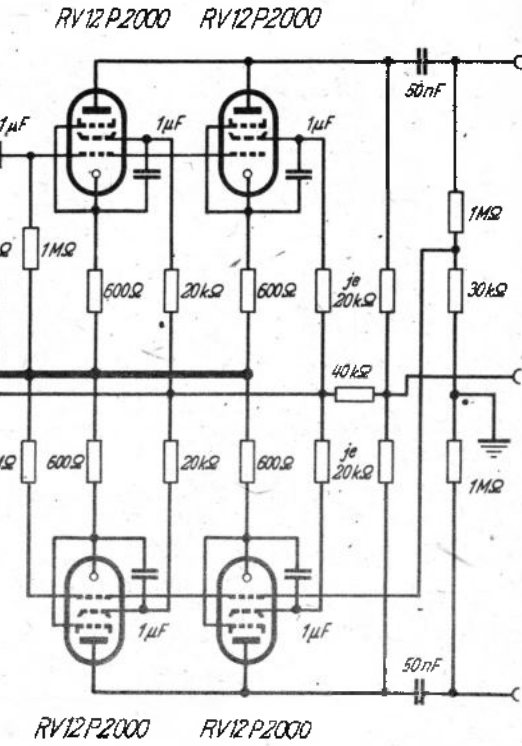 RV12P2000 RV12P2000
50nF
1µF 1µF 1µF
1MΩ
Ω 1MΩ
600Ω 20kΩ 600Ω je 20kΩ 30kΩ
40kΩ
MΩ 600Ω 20kΩ 600Ω je 20kΩ 1MΩ
1µF 1µF
50nF
RV12P2000 RV12P2000